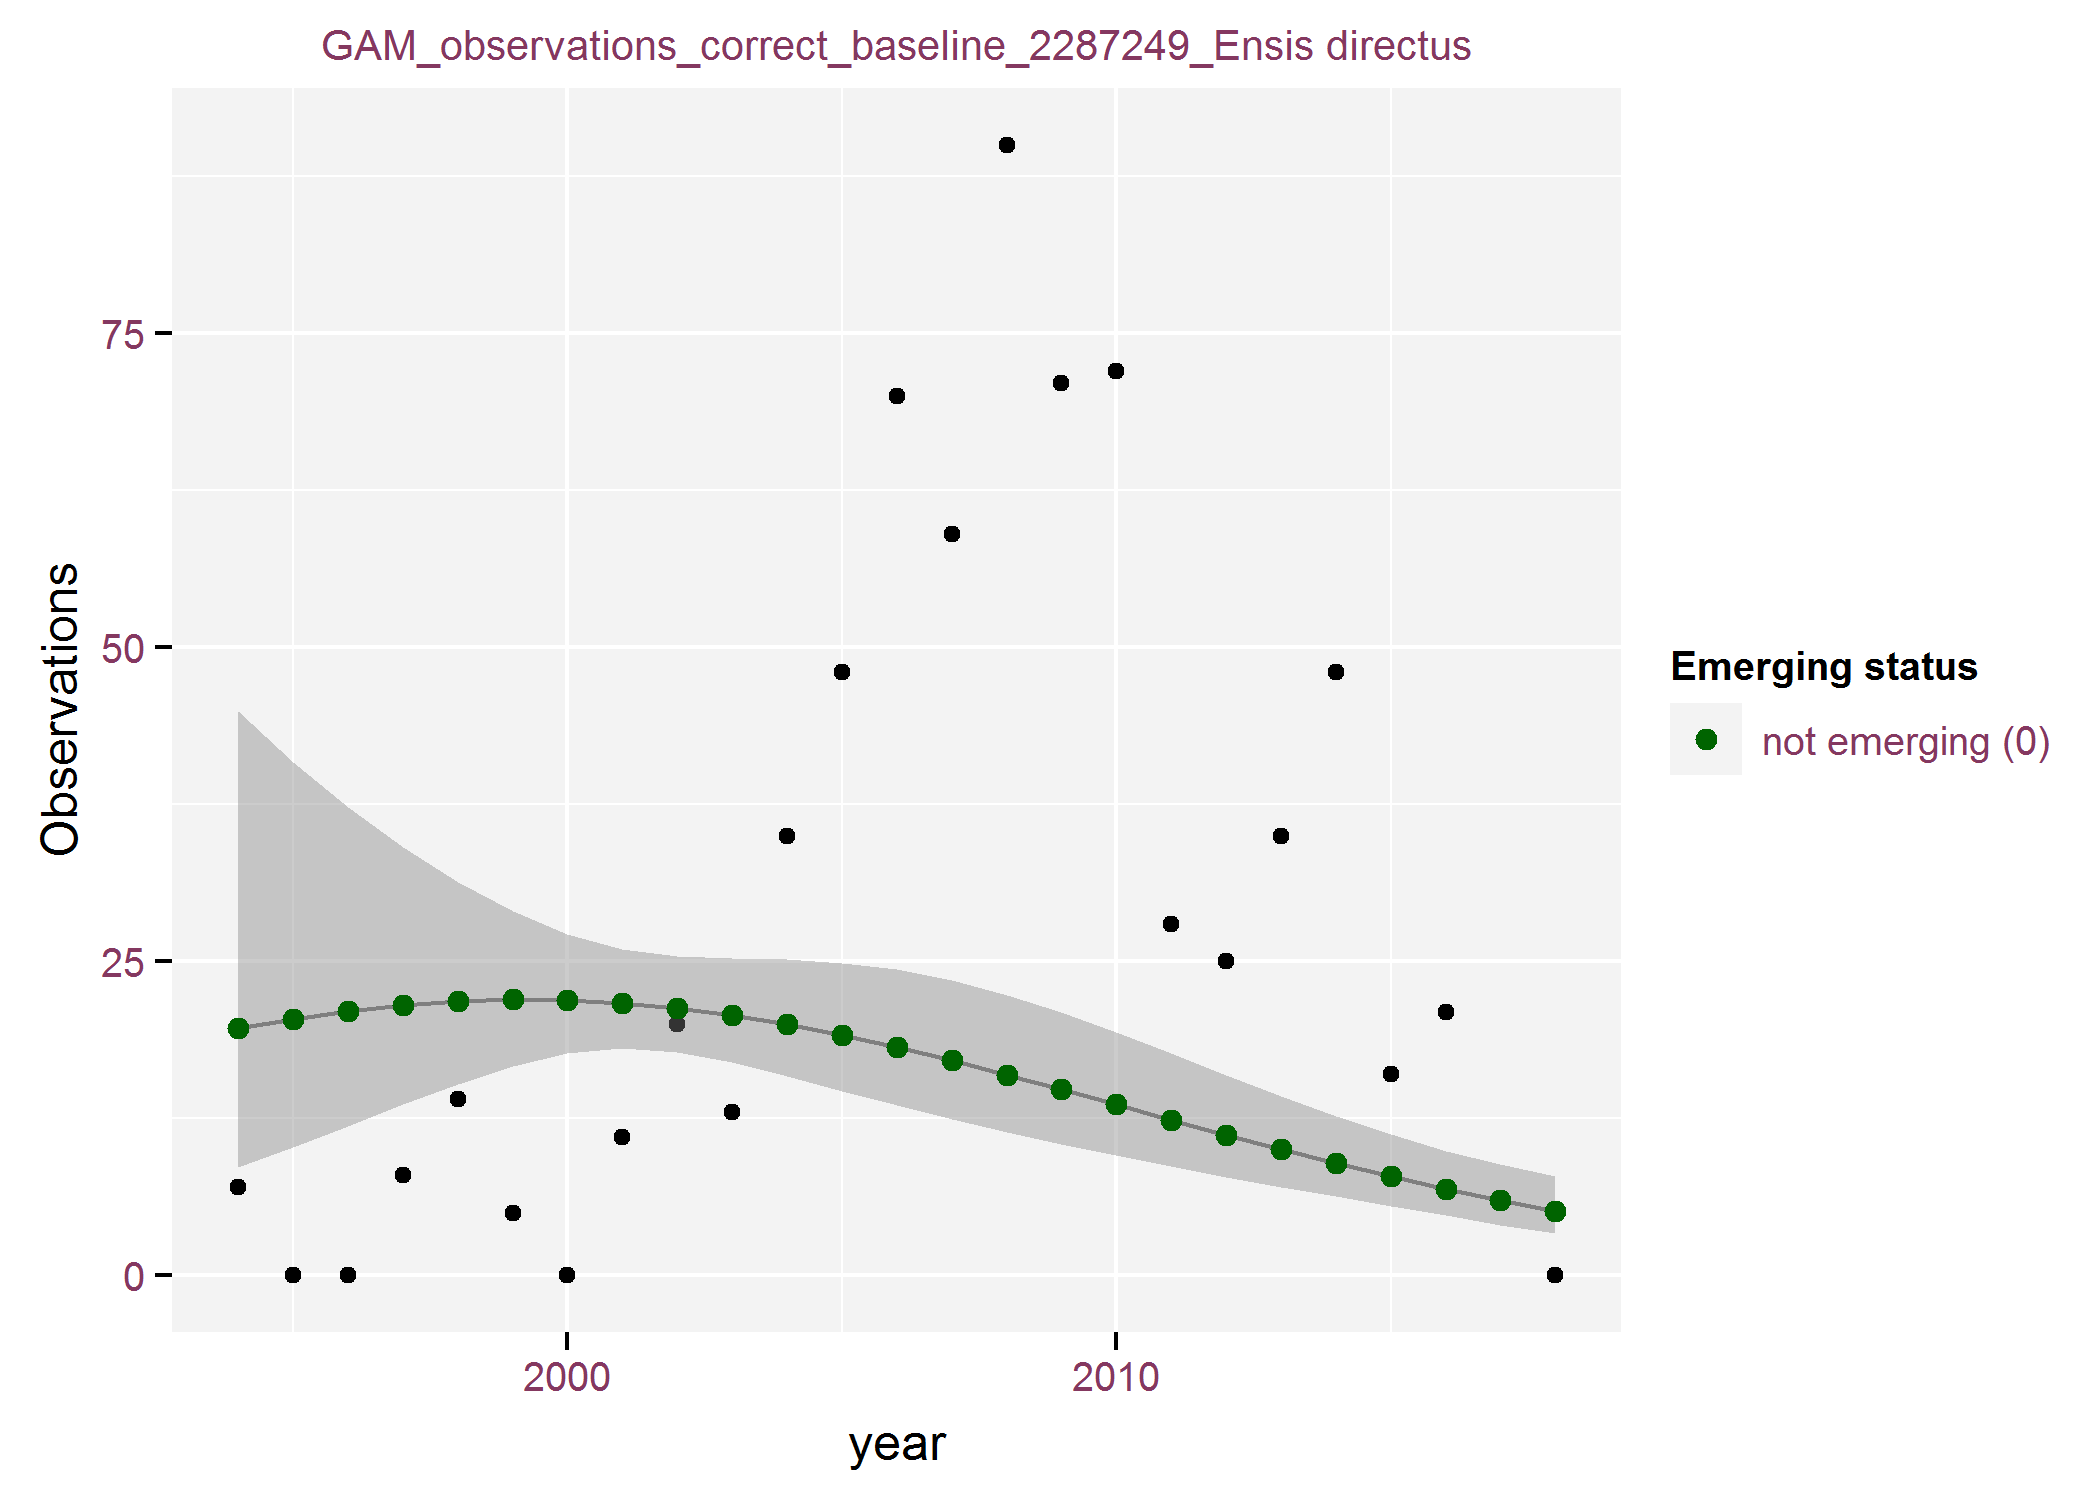 GAM_observations_correct_baseline_2287249_Ensis directus
Observations
75
50
25
0
2000
2010
year
Emerging status
not emerging (0)